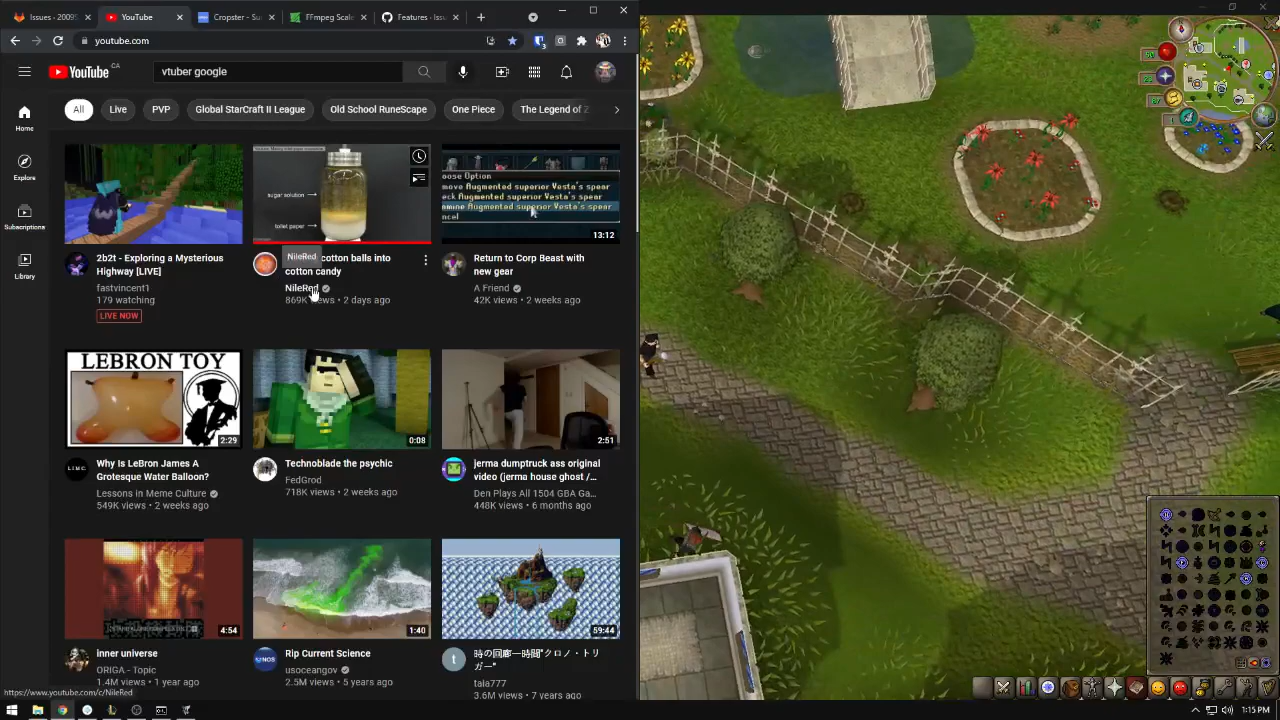 Issues - 2009S
YouTube
Cropster - Su
FFmpeg Scale
Features · Issu
youtube.com
YouTube CA
vtuber google
All
Live
PVP
Global StarCraft II League
Old School RuneScape
One Piece
The Legend of Z
Home
Explore
Subscriptions
Library
2b2t - Exploring a Mysterious
Highway [LIVE]
fastvincent1
179 watching
LIVE NOW
sugar solution
toilet paper
NileRed
cotton balls into
cotton candy
NileRed
869K views • 2 days ago
oose Option
move Augmented superior Vesta's spear
eck Augmented superior Vesta's spear
amine Augmented superior Vesta's spear
ncel
13:12
Return to Corp Beast with
new gear
A Friend
42K views • 2 weeks ago
LEBRON TOY
2:29
Why Is LeBron James A
Grotesque Water Balloon?
Lessons in Meme Culture
549K views • 2 weeks ago
0:08
Technoblade the psychic
FedGrod
718K views • 2 weeks ago
2:51
jerma dumptruck ass original
video (jerma house ghost /...
Den Plays All 1504 GBA Ga...
448K views • 6 months ago
4:54
inner universe
ORIGA - Topic
1.4M views • 1 year ago
1:40
Rip Current Science
usoceangov
2.5M views • 5 years ago
59:44
時の回廊一時間"クロノ・トリ
ガー"
taia777
3.6M views • 7 years ago
https://www.youtube.com/c/NileRed
1:15 PM